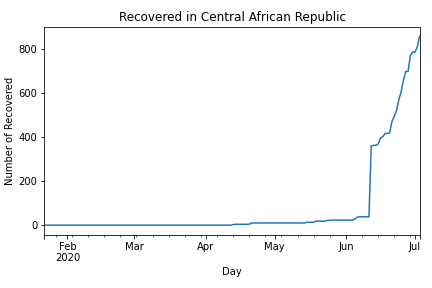 Recovered in Central African Republic
Number of Recovered
800
600
400
200
0
Feb Mar Apr May Jun Jul
2020
Day